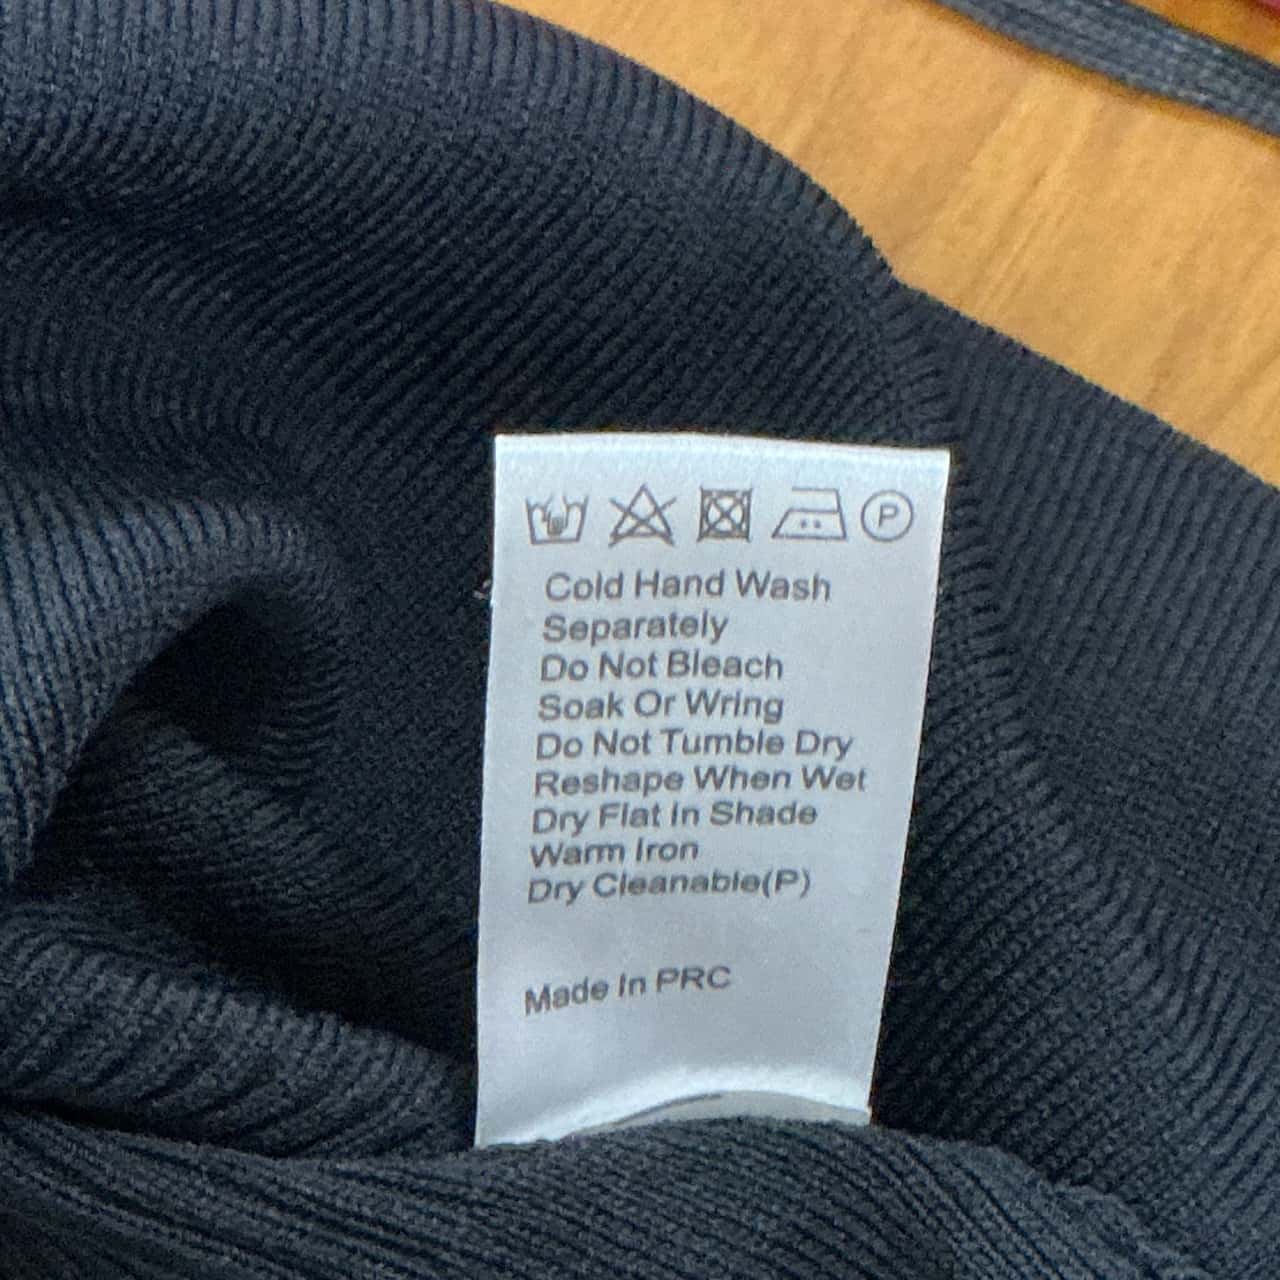 P
Cold Hand Wash
Separately
Do Not Bleach
Soak Or Wring
Do Not Tumble Dry
Reshape When Wet
Dry Flat In Shade
Warm Iron
Dry Cleanable(P)
Made In PRC